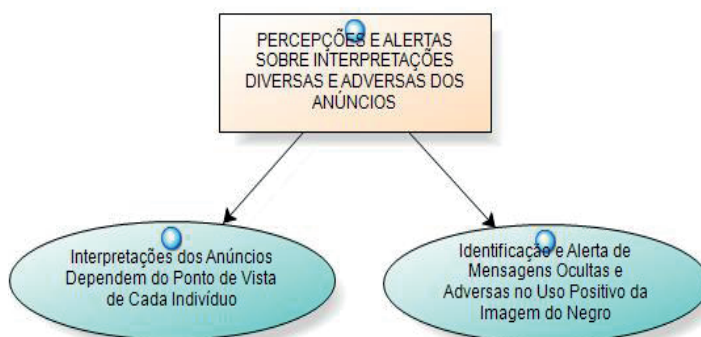 PERCEPÇÕES E ALERTAS
SOBRE INTERPRETAÇÕES
DIVERSAS E ADVERSAS DOS
ANÚNCIOS
Interpretações dos Anúncios
Dependem do Ponto de Vista
de Cada Indivíduo
Identificação e Alerta de
Mensagens Ocultas e
Adversas no Uso Positivo da
Imagem do Negro